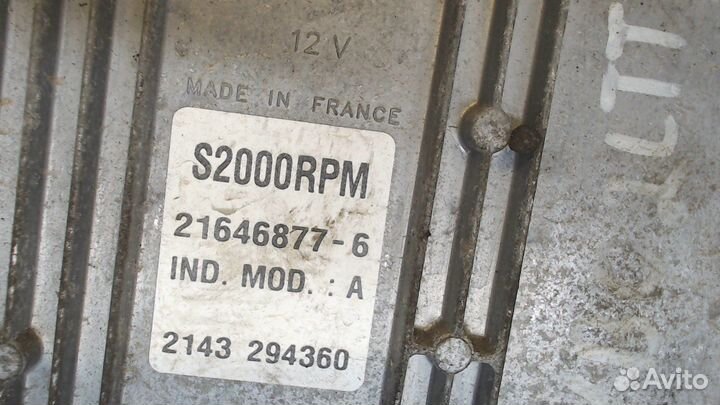 12 V
MADE IN FRANCE
S2000RPM
21646877-6
IND. MOD. : A
2143 294360
Avito